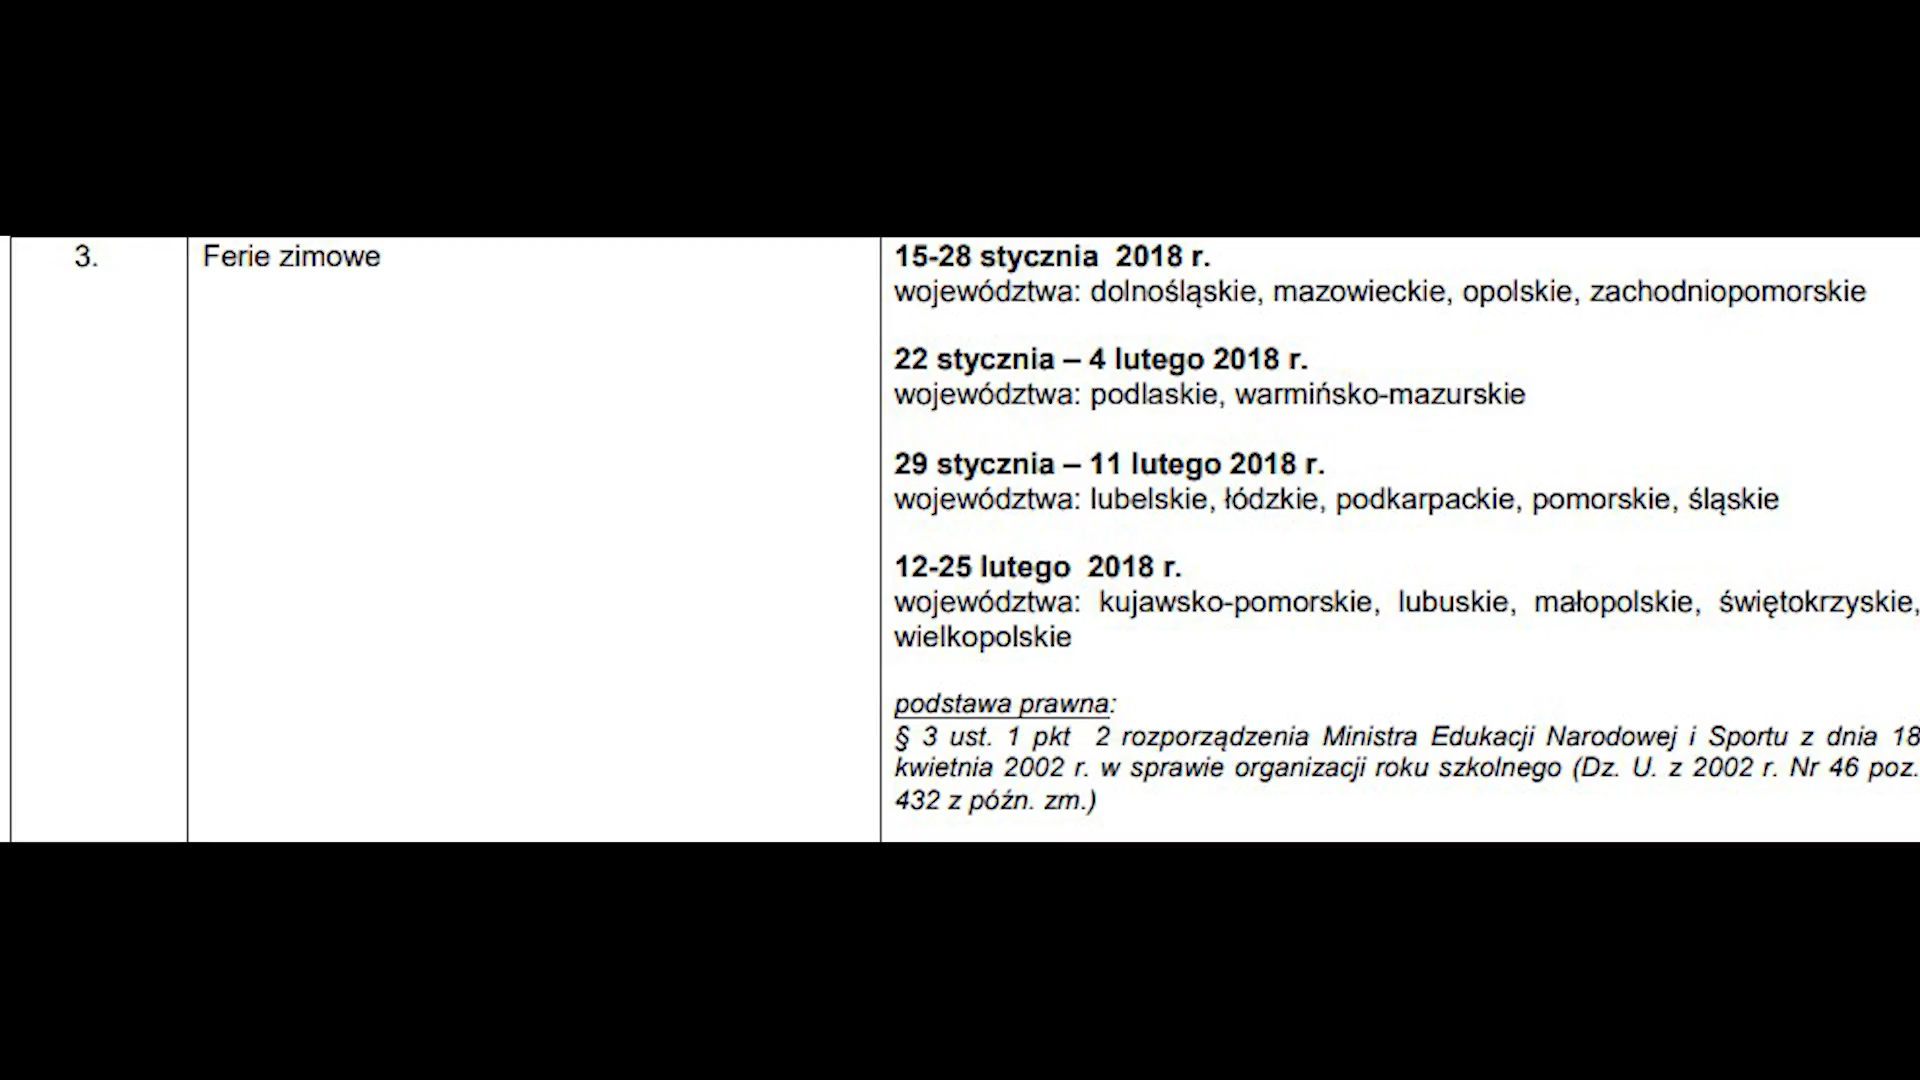 3.
Ferie zimowe
15-28 stycznia 2018 r.
województwa: dolnośląskie, mazowieckie, opolskie, zachodniopomorskie
22 stycznia – 4 lutego 2018 r.
województwa: podlaskie, warmińsko-mazurskie
29 stycznia – 11 lutego 2018 r.
województwa: lubelskie, łódzkie, podkarpackie, pomorskie, śląskie
12-25 lutego 2018 r.
województwa: kujawsko-pomorskie, lubuskie, małopolskie, świętokrzyskie,
wielkopolskie
podstawa prawna:
§ 3 ust. 1 pkt 2 rozporządzenia Ministra Edukacji Narodowej i Sportu z dnia 18
kwietnia 2002 r. w sprawie organizacji roku szkolnego (Dz. U. z 2002 r. Nr 46 poz.
432 z późn. zm.)